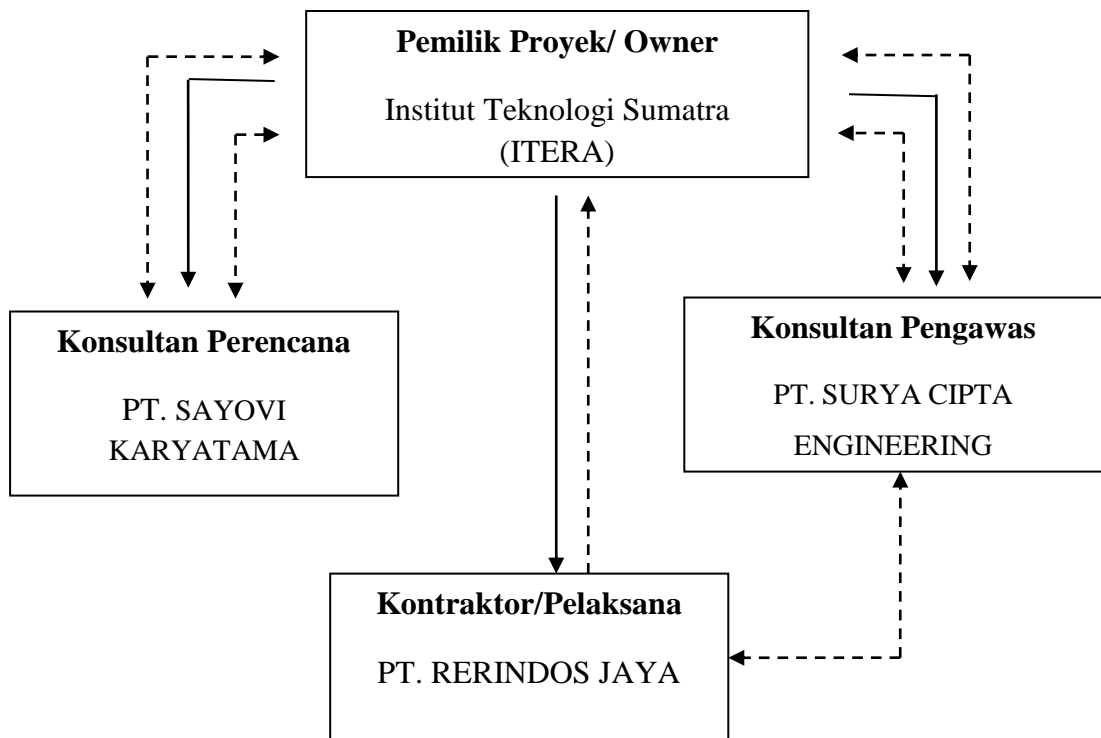 Pemilik Proyek/ Owner
Institut Teknologi Sumatra
(ITERA)
Konsultan Perencana
PT. SAYOVI
KARYATAMA
Konsultan Pengawas
PT. SURYA CIPTA
ENGINEERING
Kontraktor/Pelaksana
PT. RERINDOS JAYA